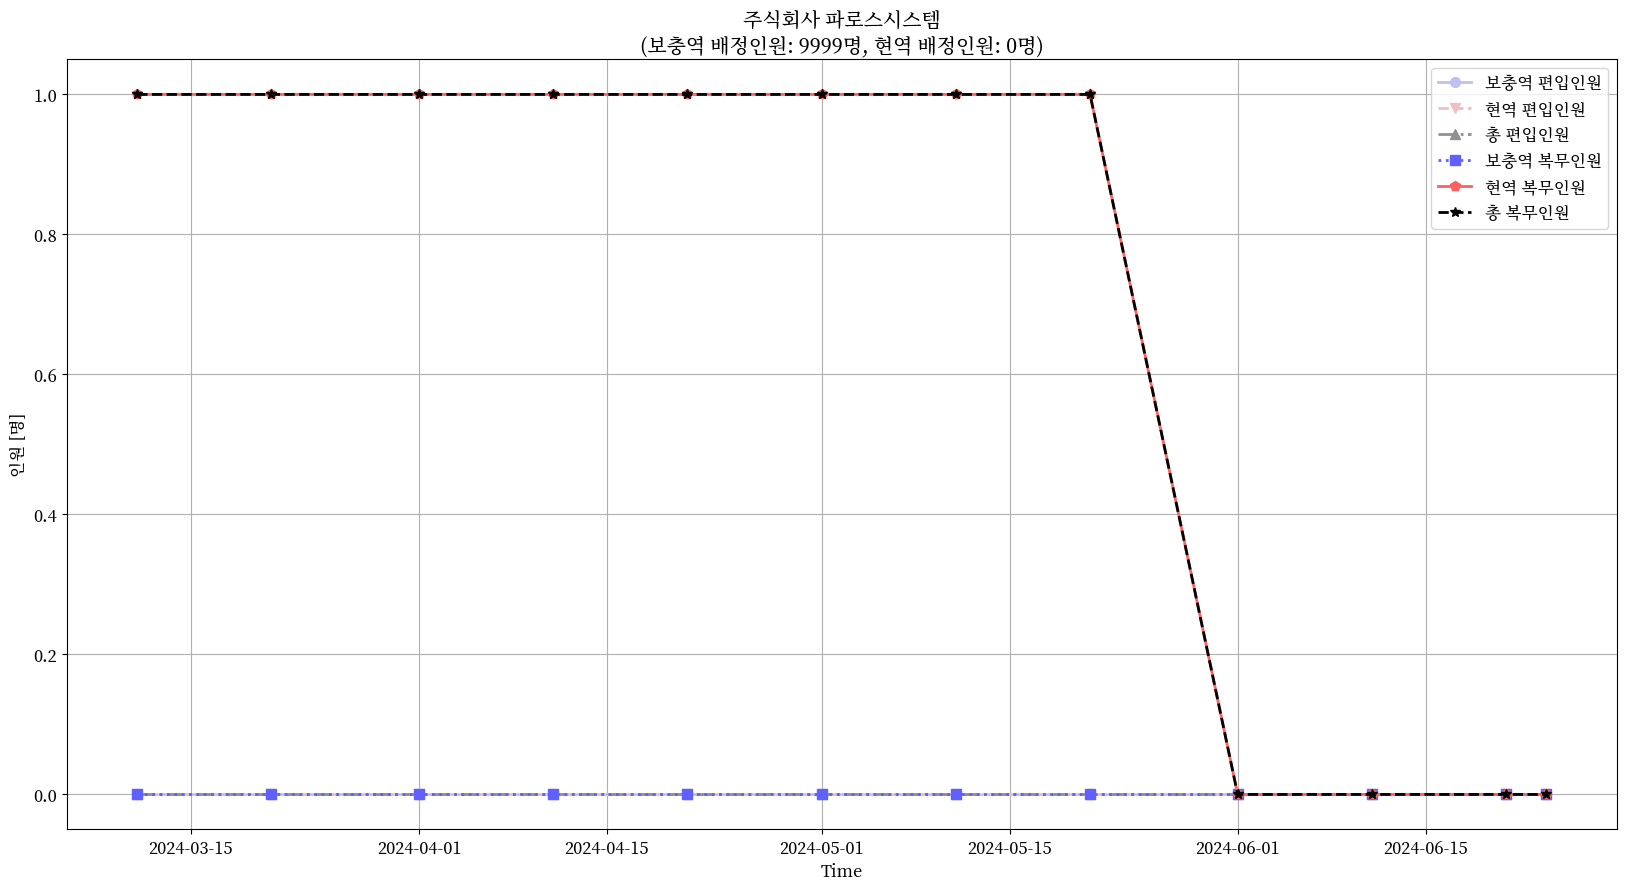 주식회사 파로스시스템
(보충역 배정인원: 9999명, 현역 배정인원: 0명)
보충역 편입인원
현역 편입인원
총 편입인원
보충역 복무인원
현역 복무인원
총 복무인원
인원 [명]
1.0
0.8
0.6
0.4
0.2
0.0
2024-03-15
2024-04-01
2024-04-15
2024-05-01
2024-05-15
2024-06-01
2024-06-15
Time